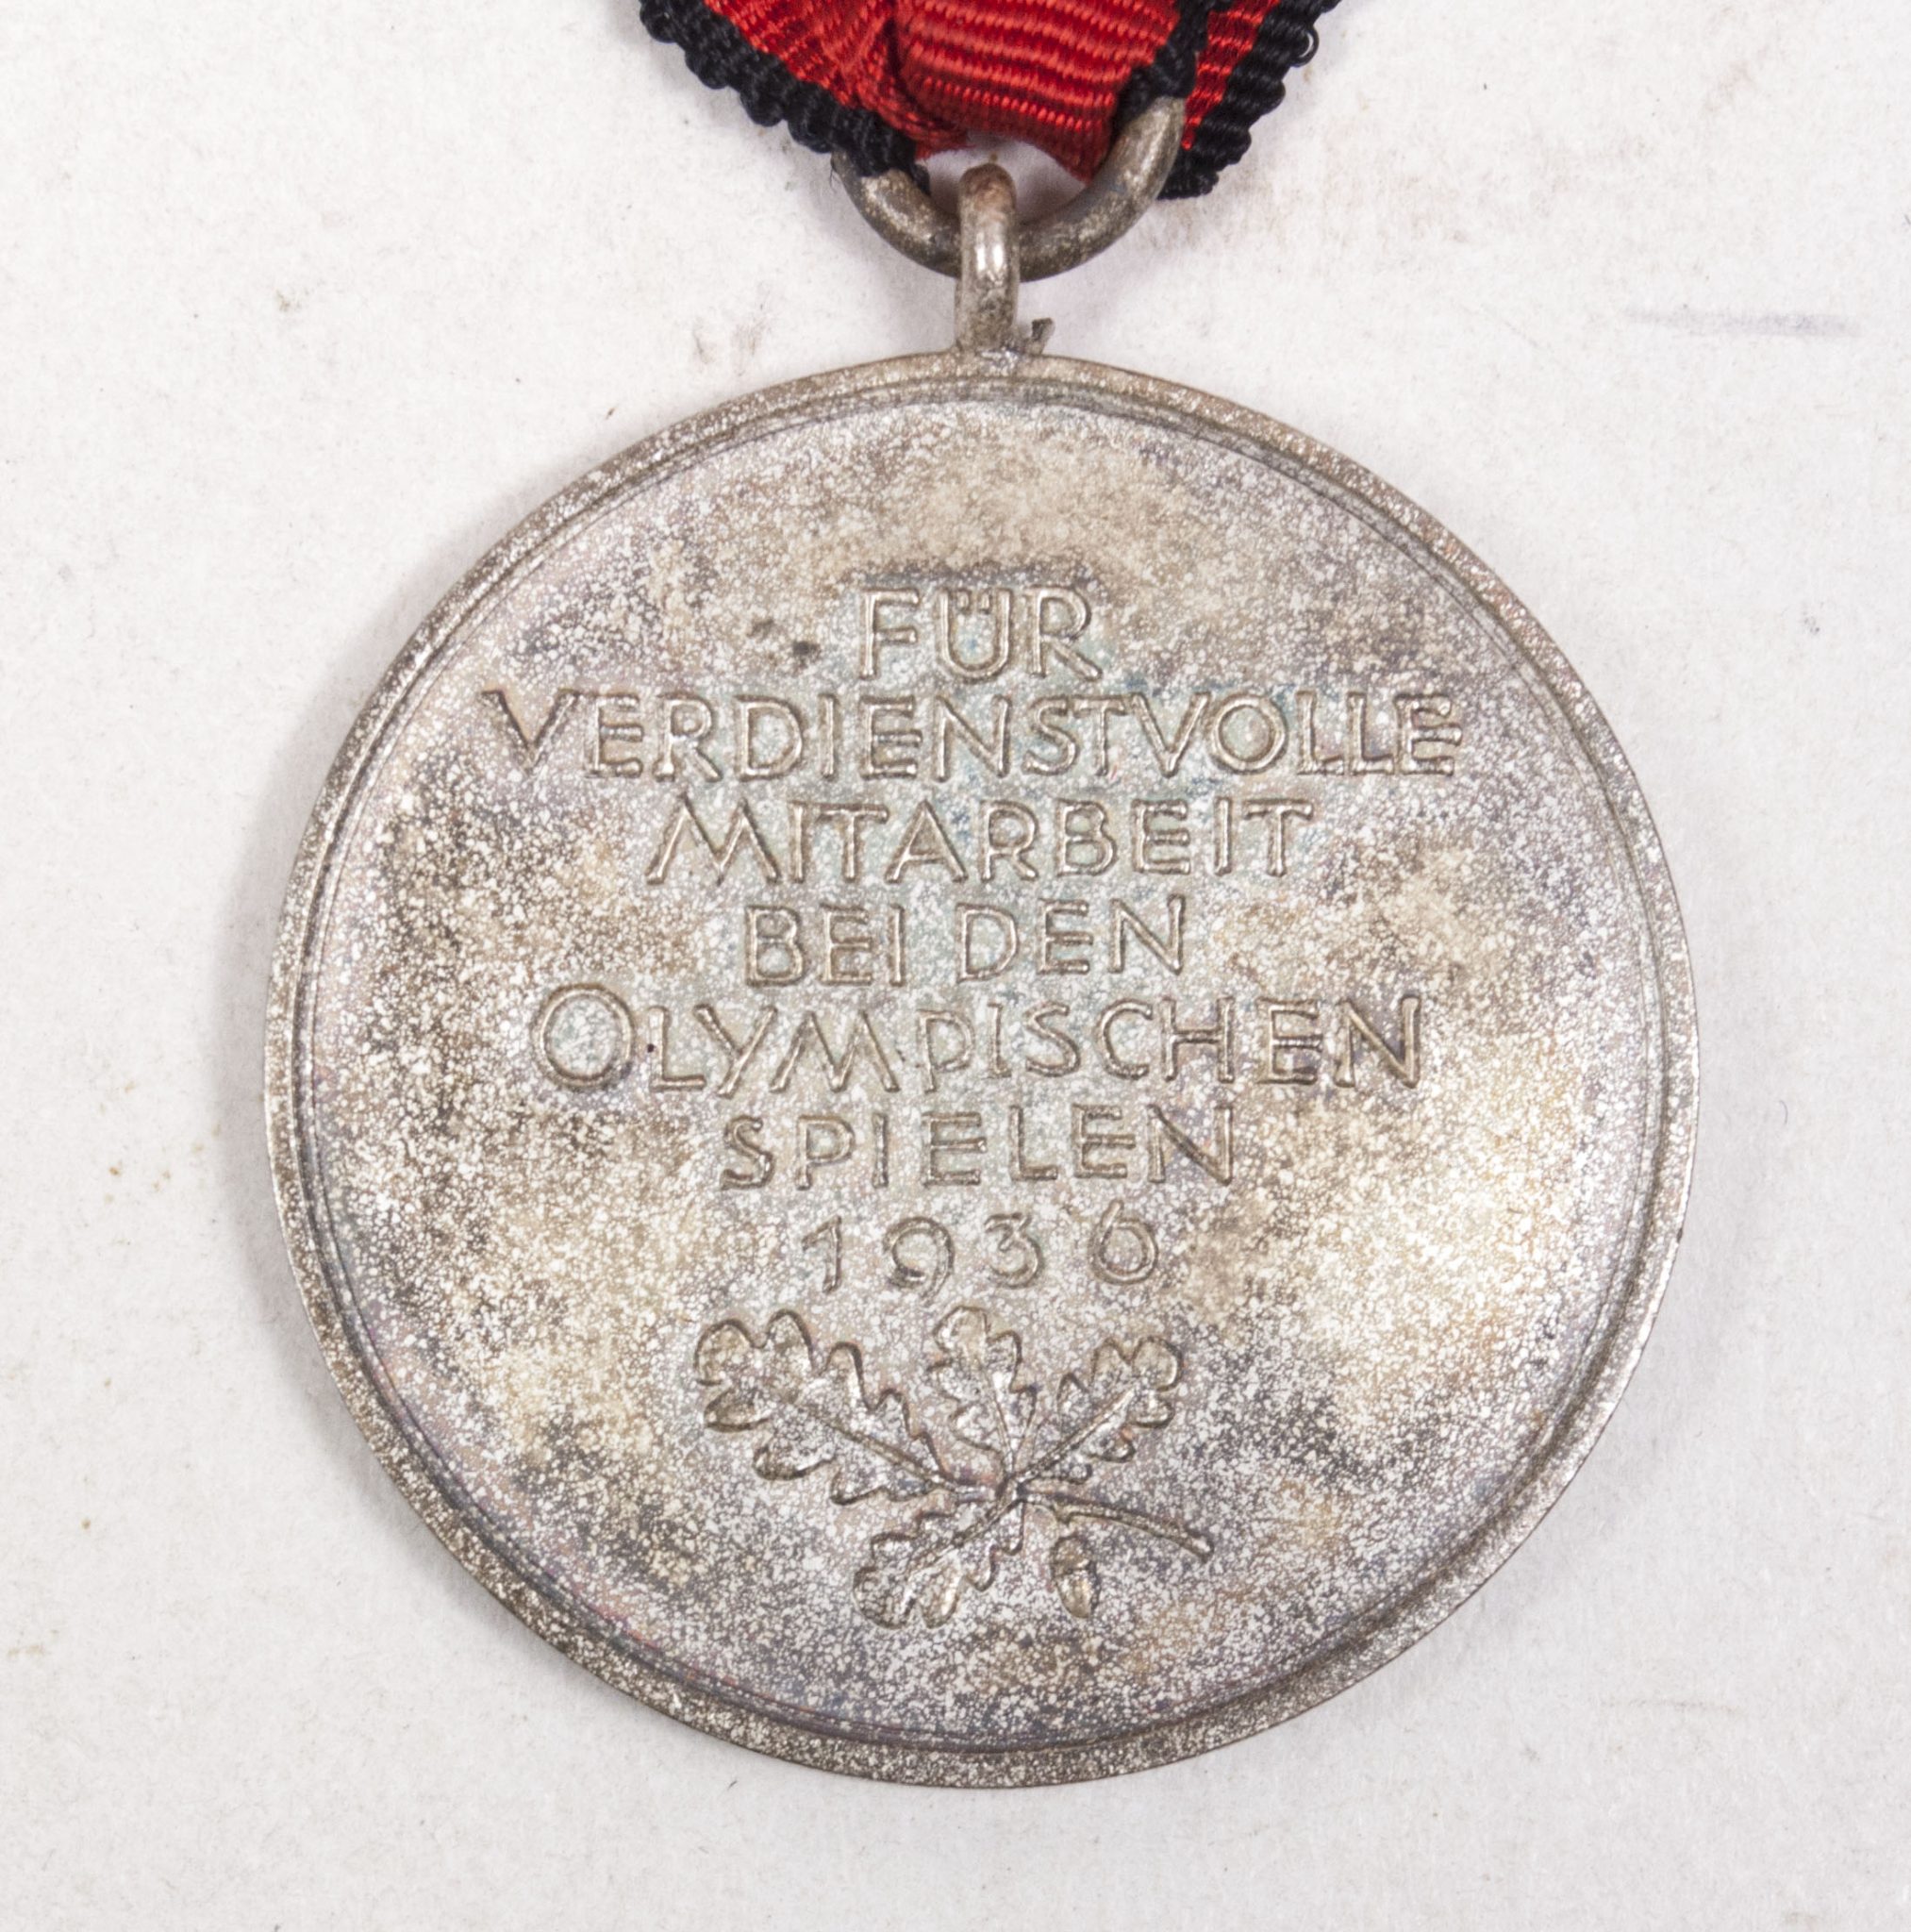 FÜR
VERDIENSTVOLLE
MITARBEIT
BEI DEN
OLYMPISCHEN
SPIELEN
1936